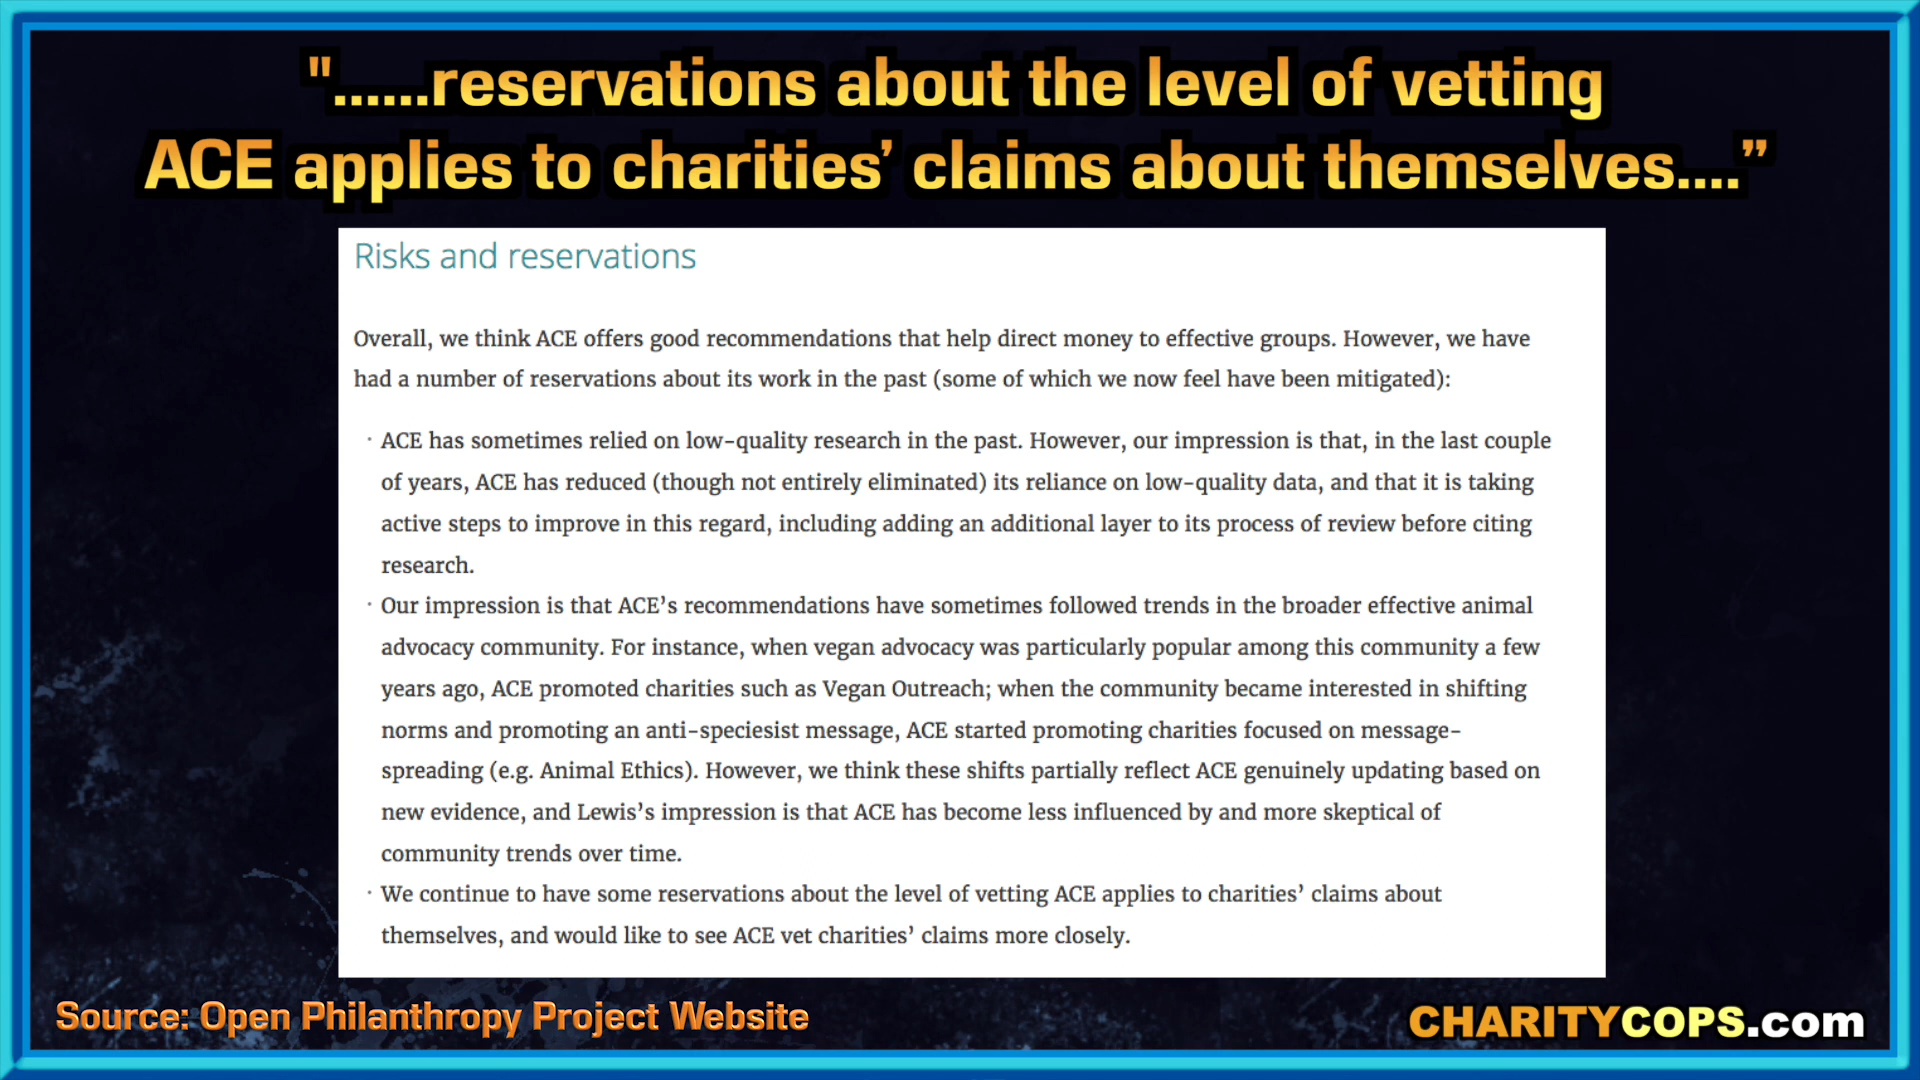 "......reservations about the level of vetting
ACE applies to charities’ claims about themselves....”
Risks and reservations
Overall, we think ACE offers good recommendations that help direct money to effective groups. However, we have
had a number of reservations about its work in the past (some of which we now feel have been mitigated):
· ACE has sometimes relied on low-quality research in the past. However, our impression is that, in the last couple
of years, ACE has reduced (though not entirely eliminated) its reliance on low-quality data, and that it is taking
active steps to improve in this regard, including adding an additional layer to its process of review before citing
research.
· Our impression is that ACE’s recommendations have sometimes followed trends in the broader effective animal
advocacy community. For instance, when vegan advocacy was particularly popular among this community a few
years ago, ACE promoted charities such as Vegan Outreach; when the community became interested in shifting
norms and promoting an anti-speciesist message, ACE started promoting charities focused on message-
spreading (e.g. Animal Ethics). However, we think these shifts partially reflect ACE genuinely updating based on
new evidence, and Lewis’s impression is that ACE has become less influenced by and more skeptical of
community trends over time.
· We continue to have some reservations about the level of vetting ACE applies to charities’ claims about
themselves, and would like to see ACE vet charities’ claims more closely.
Source: Open Philanthropy Project Website
CHARITYCOPS.com